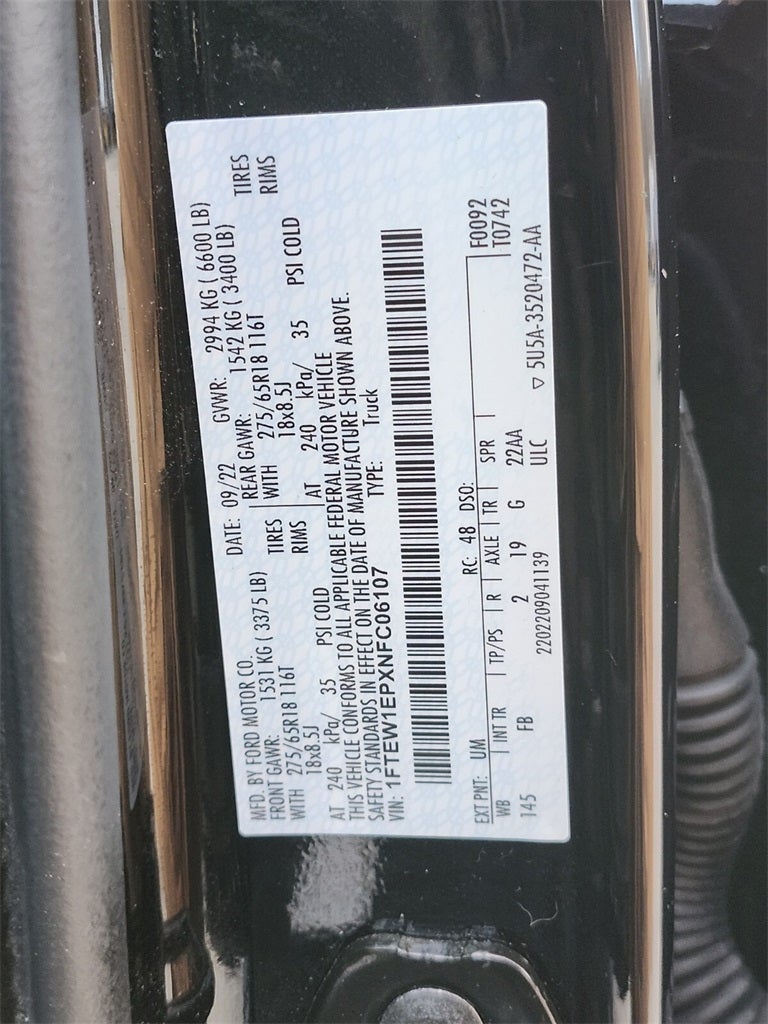 MFD. BY FORD MOTOR CO.
DATE: 09/22 GVWR: 2994 KG ( 6600 LB)
FRONT GAWR: 1531 KG ( 3375 LB) REAR GAWR: 1542 KG ( 3400 LB)
WITH 275/65R18 116T TIRES WITH 275/65R18 116T TIRES
18x8.5J RIMS 18x8.5J RIMS
AT 240 kPa/ 35 PSI COLD AT 240 kPa/ 35 PSI COLD
THIS VEHICLE CONFORMS TO ALL APPLICABLE FEDERAL MOTOR VEHICLE
SAFETY STANDARDS IN EFFECT ON THE DATE OF MANUFACTURE SHOWN ABOVE.
VIN: 1FTEW1EPXNFC06107 TYPE: Truck
EXT PNT: UM RC: 48 DSO: F0092
WB INT TR TP/PS R AXLE TR SPR T0742
145 FB 2 19 G 22AA
2202209041139 ULC ▽ 5U5A-3520472-AA